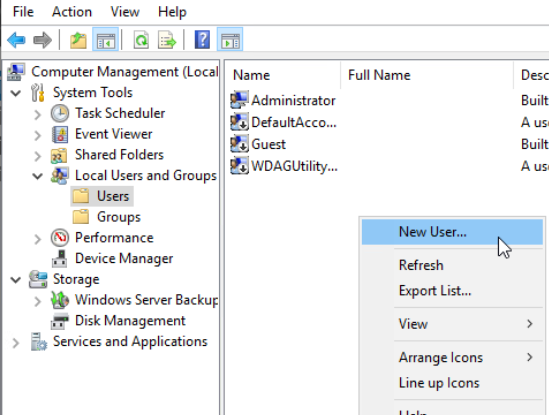 File Action View Help
Computer Management (Local
System Tools
Task Scheduler
Event Viewer
Shared Folders
Local Users and Groups
Users
Groups
Performance
Device Manager
Storage
Windows Server Backup
Disk Management
Services and Applications
Name Full Name Desc
Administrator Built
DefaultAcco... A use
Guest Built
WDAGUtility... A use
New User...
Refresh
Export List...
View
Arrange Icons
Line up Icons